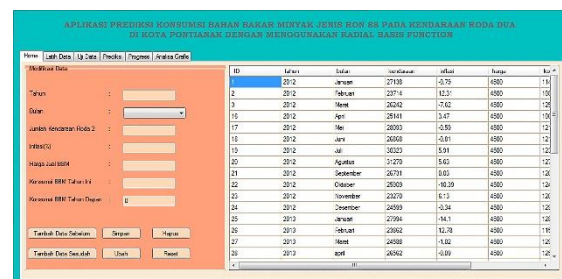 APLIKASI PREDIKSI KONSUMSI BAHAN BAKAR MINYAK JENIS RON 88 PADA KENDARAAN RODA DUA
DI KOTA PONTIANAK DENGAN MENGGUNAKAN RADIAL BASIS FUNCTION
Home Latih Data Uji Data Prediksi Progress Analisa Grafik
Modifikasi Data
Tahun :
Bulan :
Jumlah Kendaraan Roda 2 :
Inflasi(%) :
Harga Jual BBM :
Konsumsi BBM Tahun Ini :
Konsumsi BBM Tahun Depan : 0
Tambah Data Sebelum Simpan Hapus
Tambah Data Sesudah Ubah Reset
ID tahun bulan kendaraan inflasi harga
1 2012 Januari 27108 -0.79 4500
2 2012 Februari 23714 12.31 4500
3 2012 Maret 26242 -7.62 4500
16 2012 April 25141 3.47 4500
17 2012 Mei 28093 -0.59 4500
18 2012 Juni 26868 -0.01 4500
19 2012 Juli 30323 5.91 4500
20 2012 Agustus 31270 5.63 4500
21 2012 September 26731 4500
22 2012 Oktober 25909 -10.39 4500
23 2012 November 23270 6.13 4500
24 2012 Desember 24599 -0.34 4500
25 2013 Januari 27994 -14.1 4500
26 2013 Februari 23862 12.78 4500
27 2013 Maret 24588 -1.02 4500
28 2013 april 26562 -0.09 4500